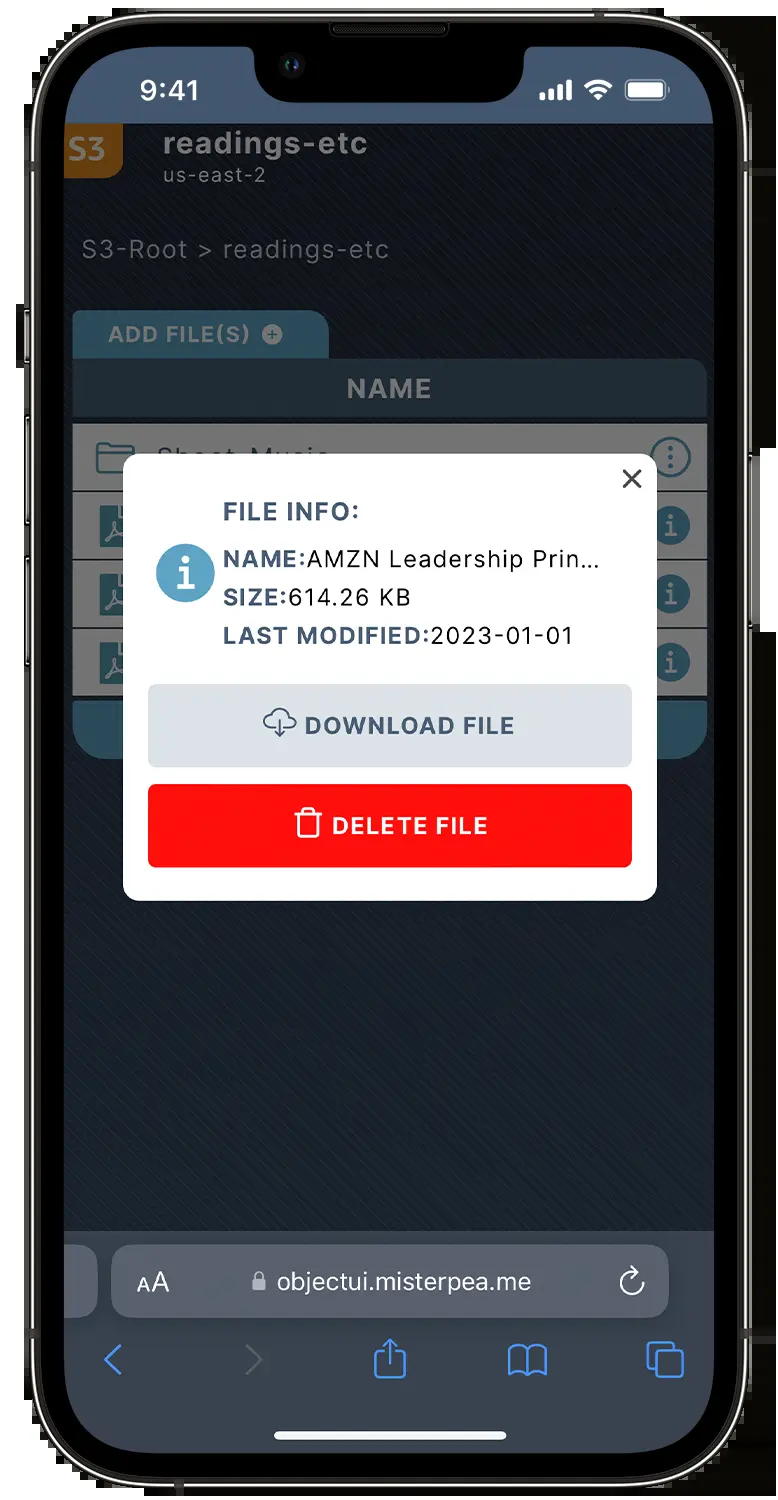 9:41
S3
readings-etc
us-east-2
S3-Root > readings-etc
ADD FILE(S)
NAME
Sheet-Music
FILE INFO:
NAME:AMZN Leadership Prin...
SIZE:614.26 KB
LAST MODIFIED:2023-01-01
DOWNLOAD FILE
DELETE FILE
AA
objectui.misterpea.me